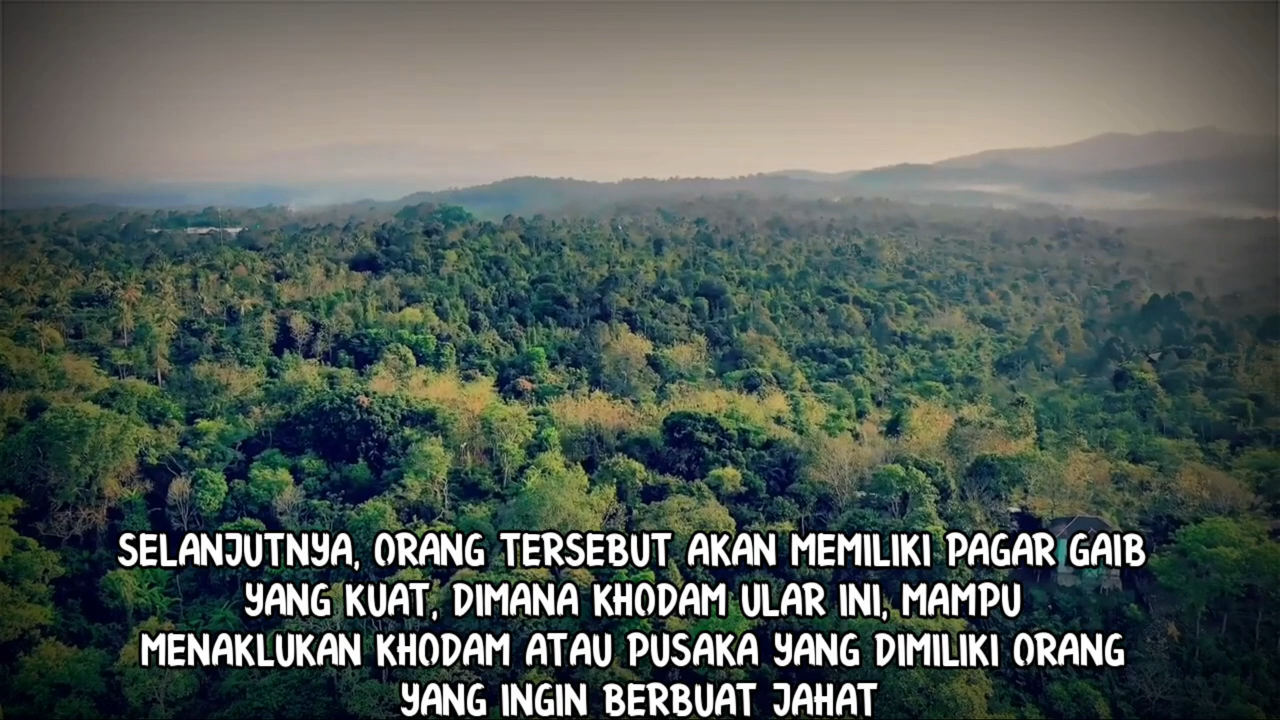 SELANJUTNYA, ORANG TERSEBUT AKAN MEMILIKI PAGAR GAIB
YANG KUAT, DIMANA KHODAM ULAR INI, MAMPU
MENAKLUKAN KHODAM ATAU PUSAKA YANG DIMILIKI ORANG
YANG INGIN BERBUAT JAHAT